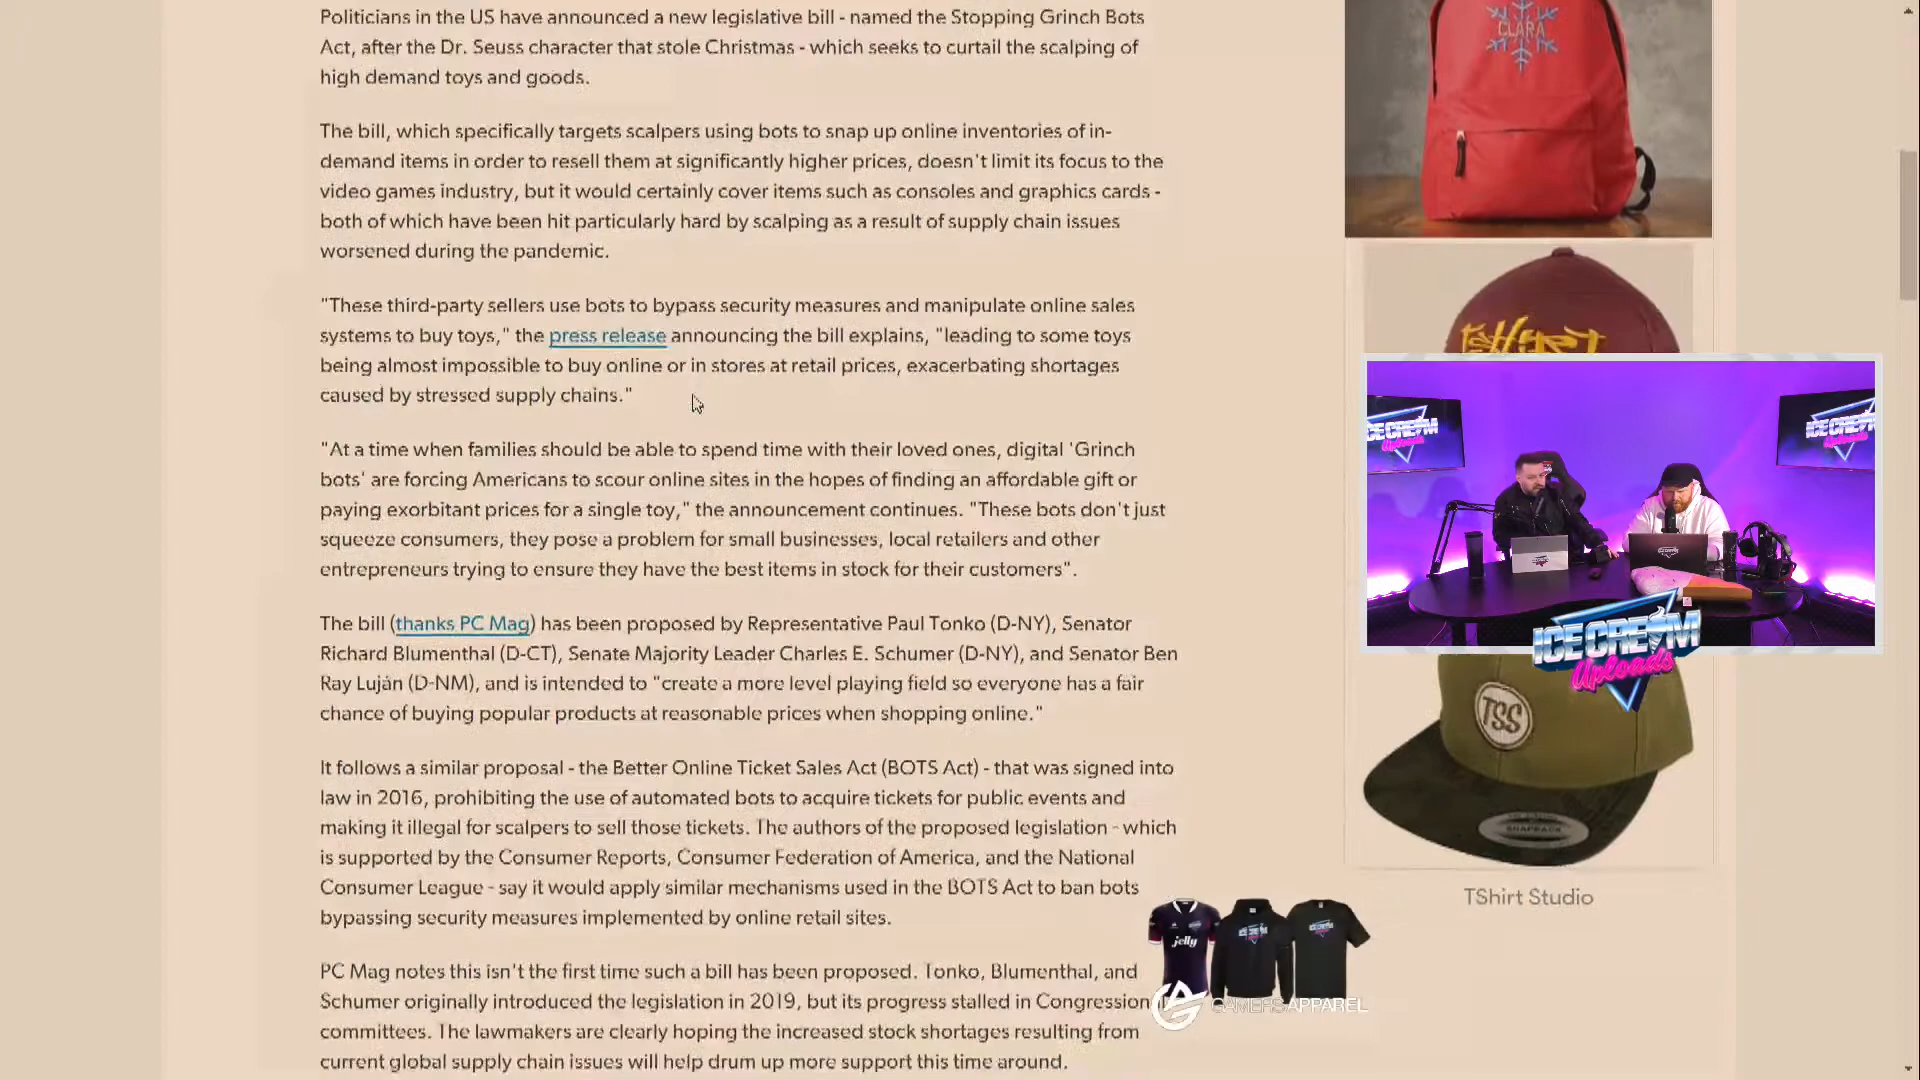 Politicians in the US have announced a new legislative bill - named the Stopping Grinch Bots
Act, after the Dr. Seuss character that stole Christmas - which seeks to curtail the scalping of
high demand toys and goods.
The bill, which specifically targets scalpers using bots to snap up online inventories of in-
demand items in order to resell them at significantly higher prices, doesn't limit its focus to the
video games industry, but it would certainly cover items such as consoles and graphics cards -
both of which have been hit particularly hard by scalping as a result of supply chain issues
worsened during the pandemic.
"These third-party sellers use bots to bypass security measures and manipulate online sales
systems to buy toys," the press release announcing the bill explains, "leading to some toys
being almost impossible to buy online or in stores at retail prices, exacerbating shortages
caused by stressed supply chains."
"At a time when families should be able to spend time with their loved ones, digital 'Grinch
bots' are forcing Americans to scour online sites in the hopes of finding an affordable gift or
paying exorbitant prices for a single toy," the announcement continues. "These bots don't just
squeeze consumers, they pose a problem for small businesses, local retailers and other
entrepreneurs trying to ensure they have the best items in stock for their customers".
The bill (thanks PC Mag) has been proposed by Representative Paul Tonko (D-NY), Senator
Richard Blumenthal (D-CT), Senate Majority Leader Charles E. Schumer (D-NY), and Senator Ben
Ray Luján (D-NM), and is intended to "create a more level playing field so everyone has a fair
chance of buying popular products at reasonable prices when shopping online."
It follows a similar proposal - the Better Online Ticket Sales Act (BOTS Act) - that was signed into
law in 2016, prohibiting the use of automated bots to acquire tickets for public events and
making it illegal for scalpers to sell those tickets. The authors of the proposed legislation - which
is supported by the Consumer Reports, Consumer Federation of America, and the National
Consumer League - say it would apply similar mechanisms used in the BOTS Act to ban bots
bypassing security measures implemented by online retail sites.
PC Mag notes this isn't the first time such a bill has been proposed. Tonko, Blumenthal, and
Schumer originally introduced the legislation in 2019, but its progress stalled in Congression
committees. The lawmakers are clearly hoping the increased stock shortages resulting from
current global supply chain issues will help drum up more support this time around.
CLARA
ICE CREAM
Uploads
ICE CREAM
Uploads
ICE CREAM
Uploads
TSS
SNAPBACK
TShirt Studio
jelly
ICE CREAM
ICE CREAM
GAMERS APPAREL